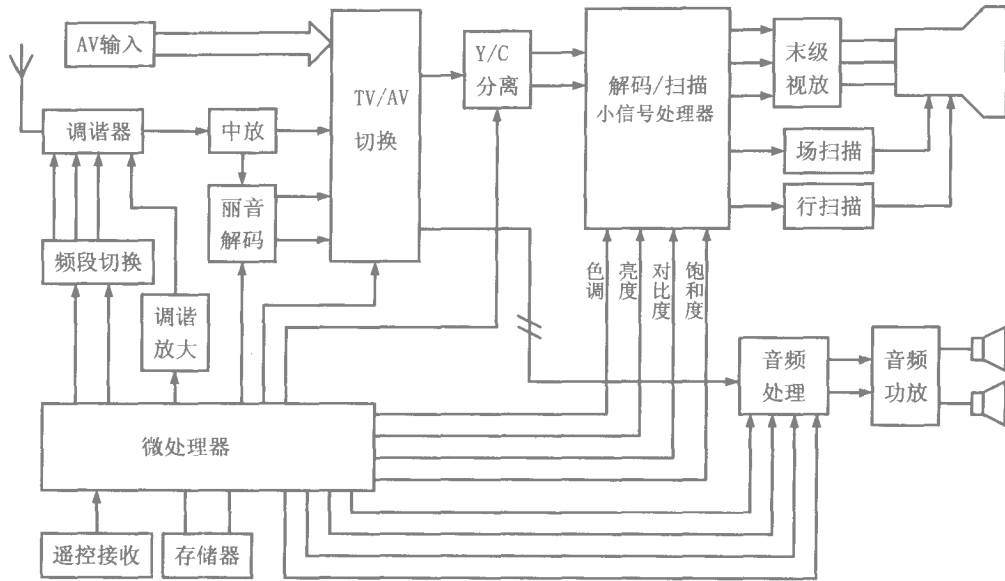 AV输入
TV/AV
切换
Y/C
分离
解码/扫描
小信号处理器
末级
视放
调谐器
中放
场扫描
丽音
解码
行扫描
频段切换
色调
亮度
对比度
饱和度
调谐
放大
音频
处理
音频
功放
微处理器
遥控接收
存储器